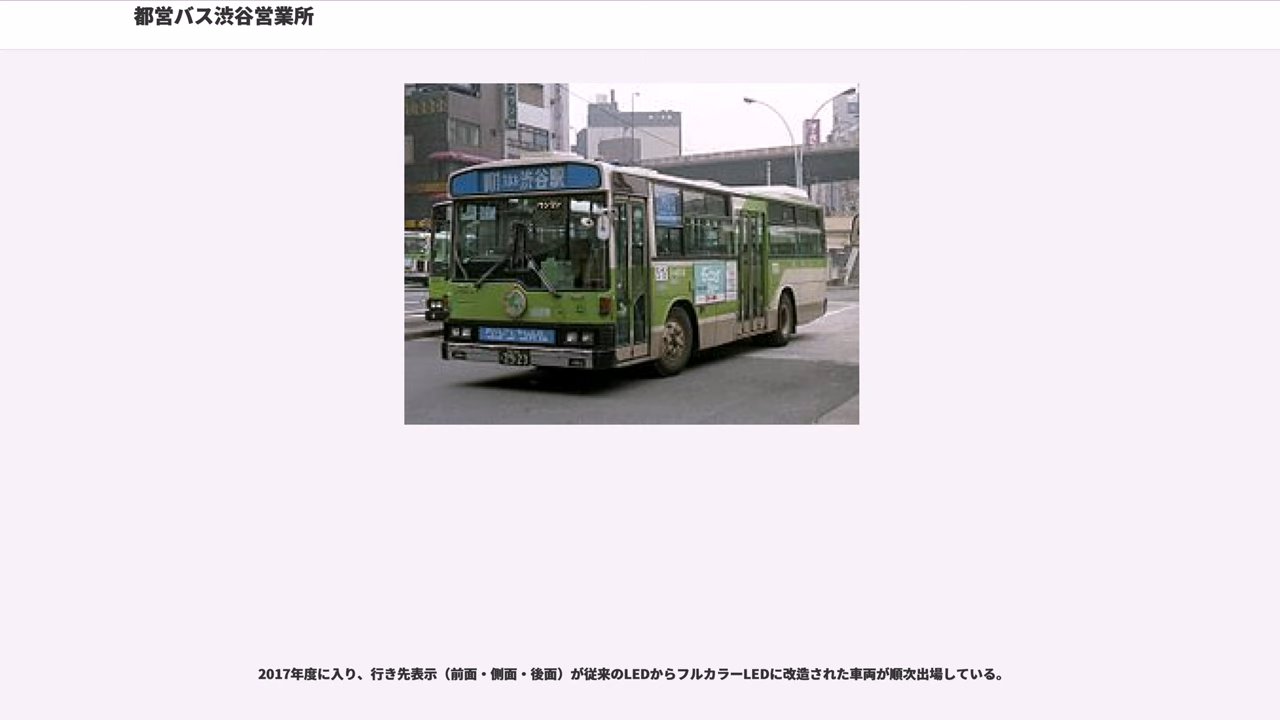 都営バス渋谷営業所
渋谷駅
2017年度に入り、行き先表示（前面・側面・後面）が従来のLEDからフルカラーLEDに改造された車両が順次出場している。